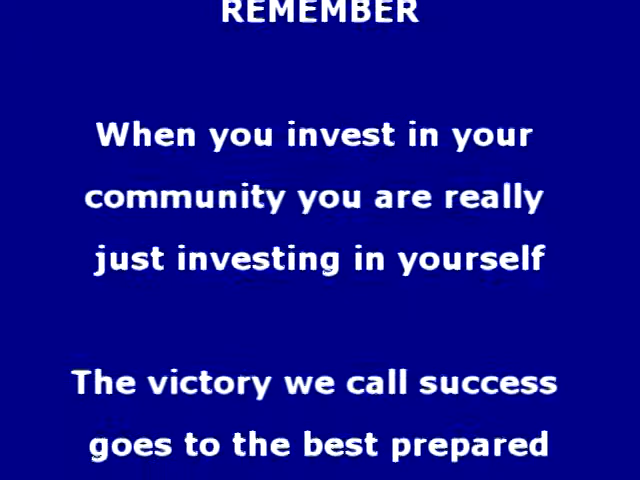 REMEMBER
When you invest in your
community you are really
just investing in yourself
The victory we call success
goes to the best prepared